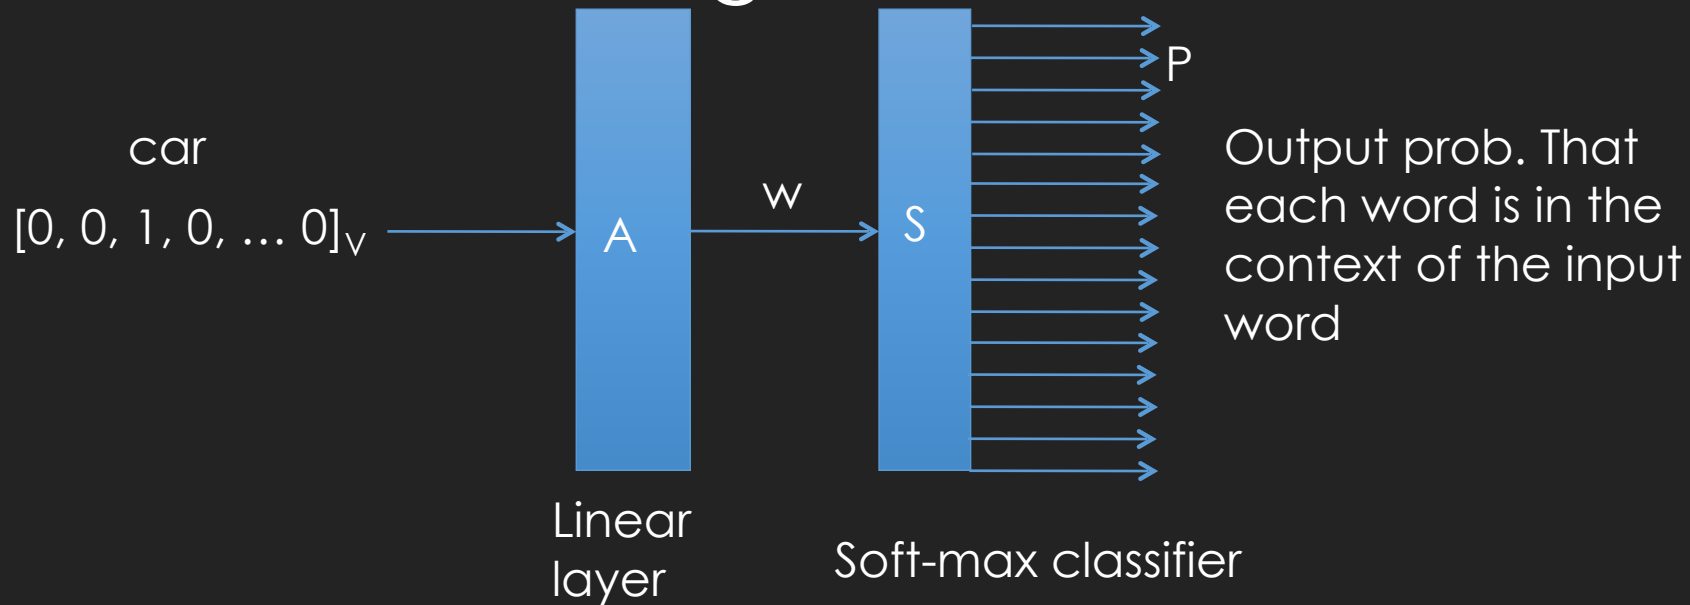 car
[0, 0, 1, 0, … 0]V
A
w
S
P
Output prob. That
each word is in the
context of the input
word
Linear
layer
Soft-max classifier